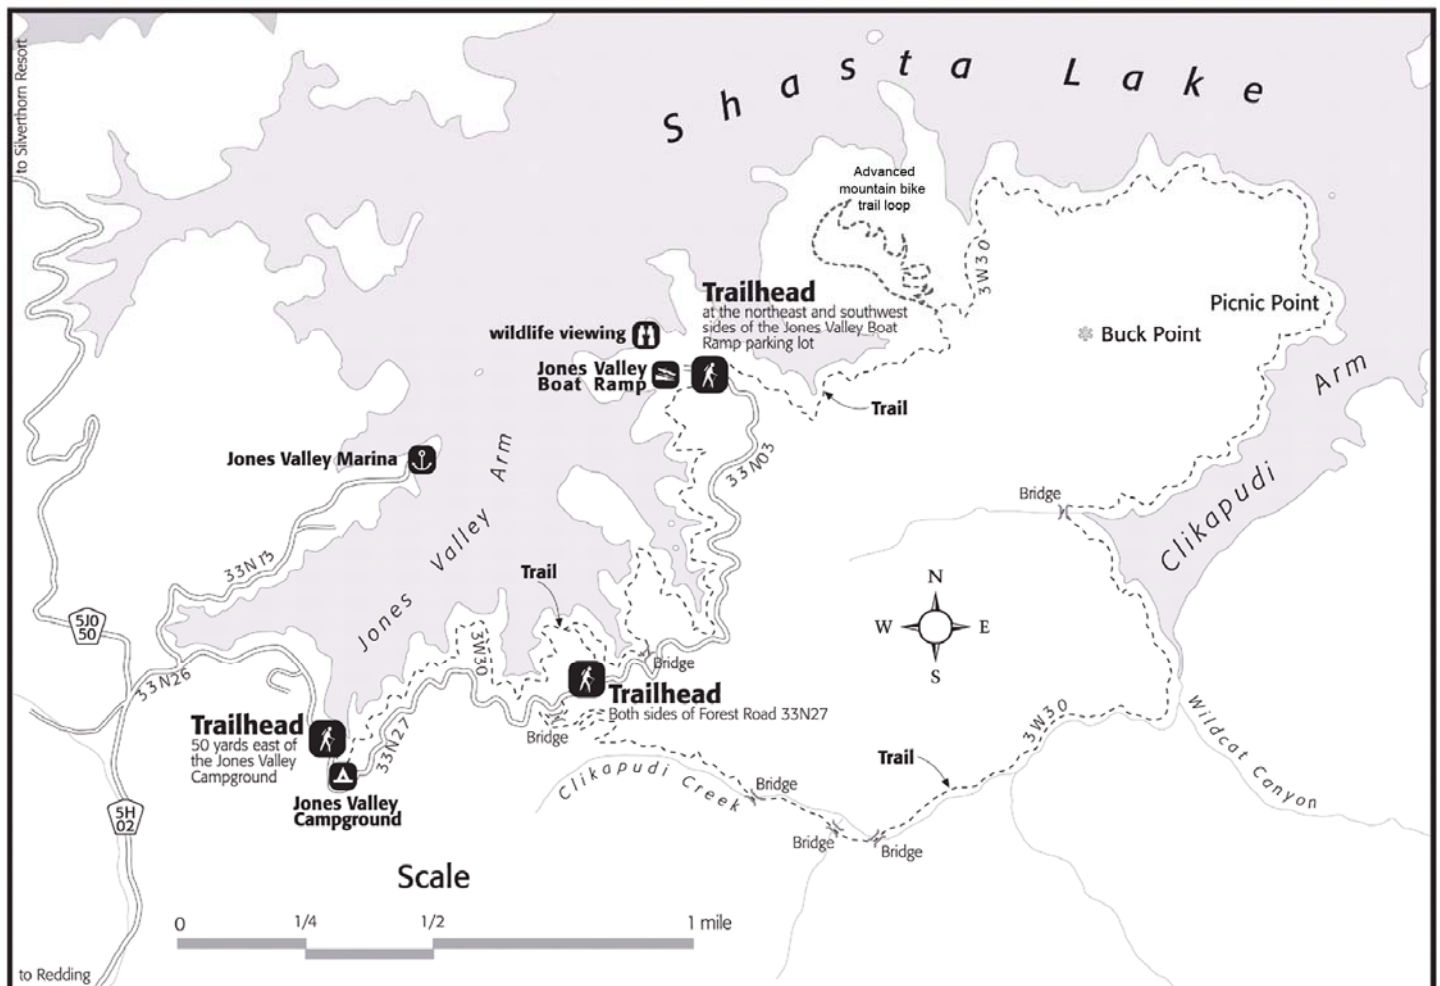 to Silverthorn Resort
Shasta Lake
Advanced
mountain bike
trail loop
3W30
Trailhead
at the northeast and southwest
sides of the Jones Valley Boat
Ramp parking lot
Picnic Point
wildlife viewing
Buck Point
Jones Valley
Boat Ramp
Arm
Trail
Jones Valley Marina
33N03
Jones Valley Arm
Clikapudi
Bridge
33N13
Trail
N
W E
S
5J0
50
3W30
Bridge
33N26
Trailhead
Both sides of Forest Road 33N27
Trailhead
50 yards east of
the Jones Valley
Campground
33N27
Bridge
3W30
Wildcat Canyon
Trail
Clikapudi Creek
Bridge
Jones Valley
Campground
5H
02
Bridge
Bridge
Scale
0 1/4 1/2 1 mile
to Redding